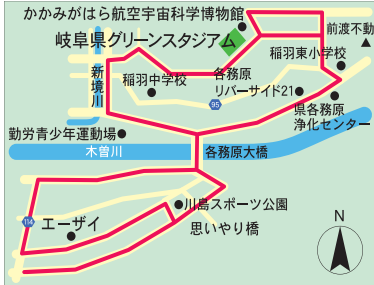 かかみがはら航空宇宙科学博物館
岐阜県グリーンスタジアム
前渡不動
稲羽東小学校
新境川
稲羽中学校
各務原
リバーサイド21
95
県各務原
浄化センター
勤労青少年運動場
木曽川
各務原大橋
川島スポーツ公園
思いやり橋
114
エーザイ
N